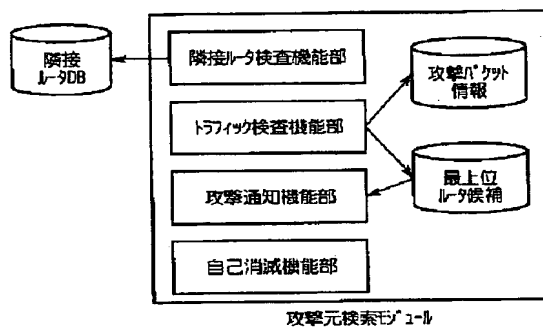 隣接
ルータDB
隣接ルータ検査機能部
トラフィック検査機能部
攻撃通知機能部
自己消滅機能部
攻撃パケット
情報
最上位
ルータ候補
攻撃元検索モジュール